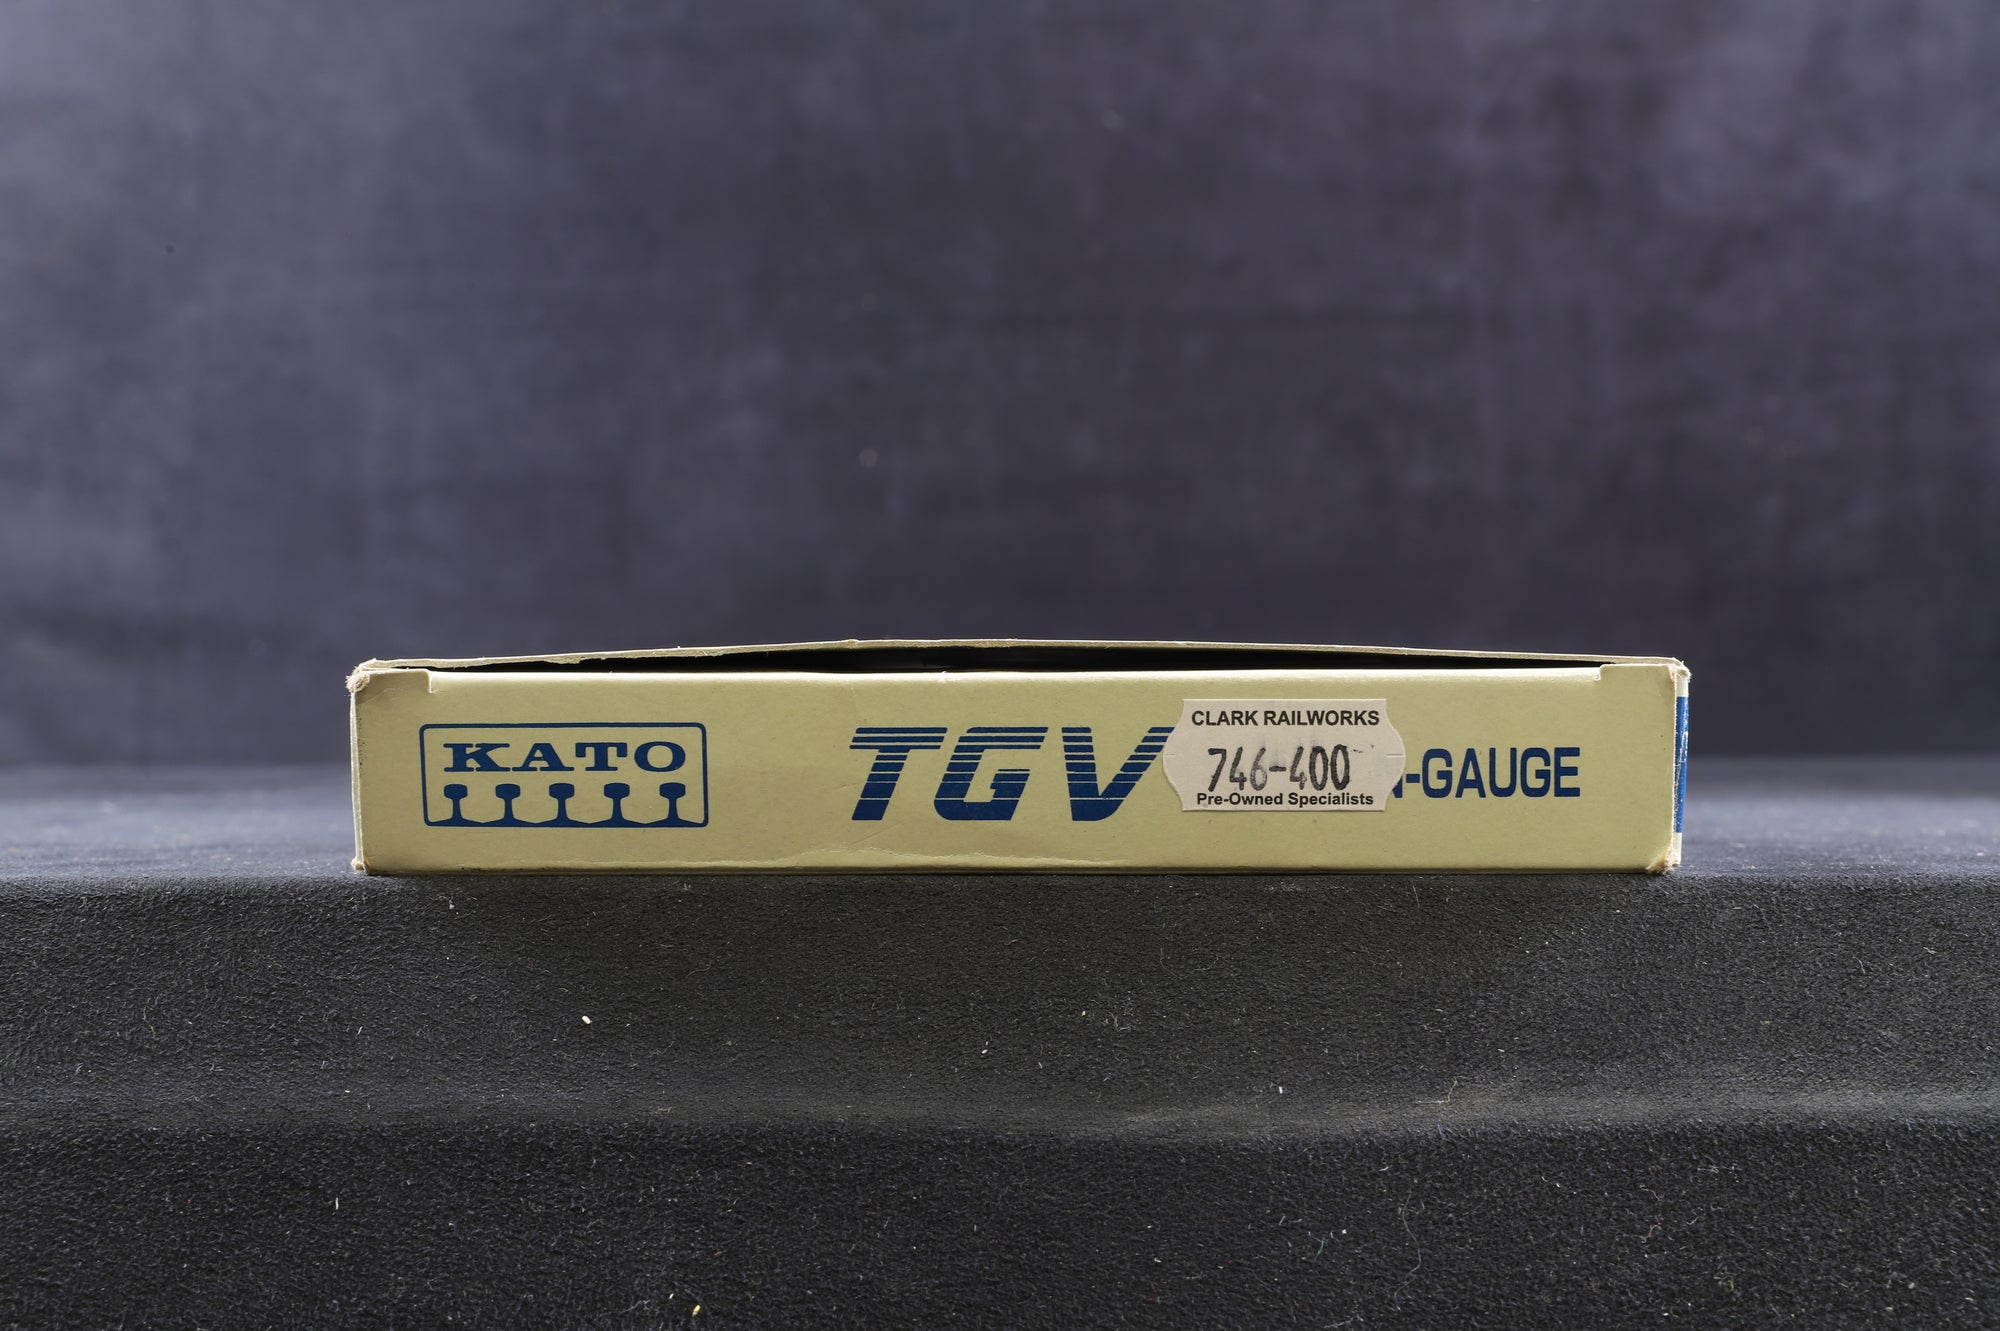 KATO
TGV
CLARK RAILWORKS
746-400
Pre-Owned Specialists
-GAUGE